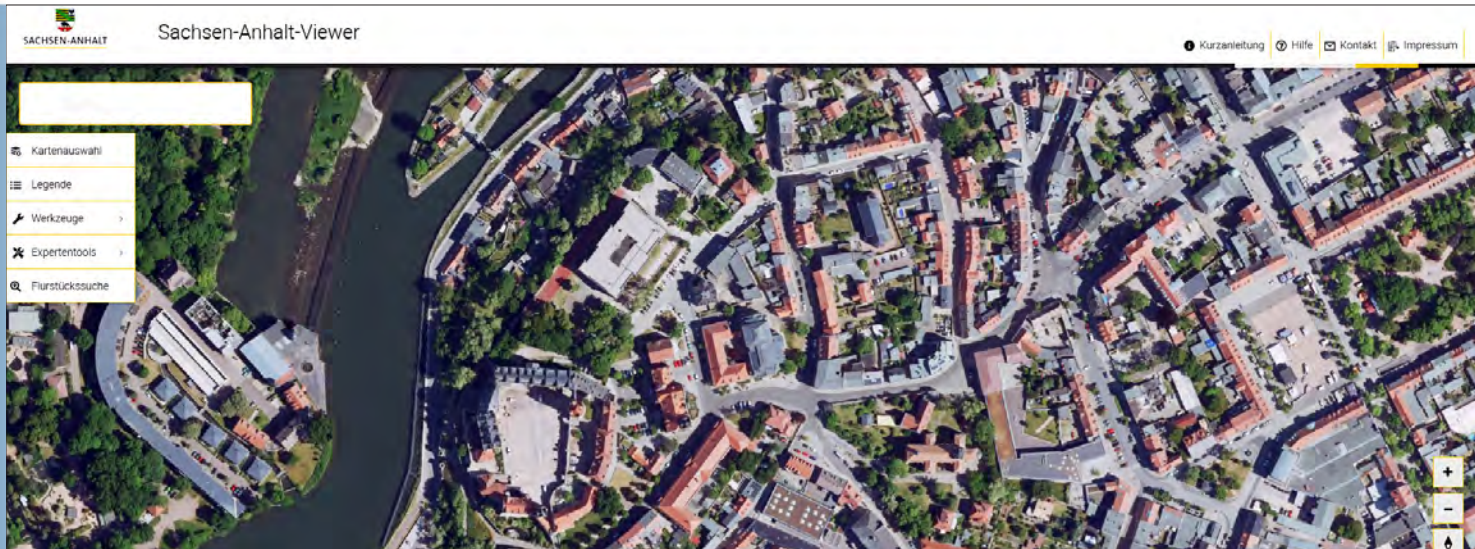 SACHSEN-ANHALT
Sachsen-Anhalt-Viewer
Kurzanleitung
Hilfe
Kontakt
Impressum
Kartenauswahl
Legende
Werkzeuge
Expertentools
Flurstückssuche
+
−